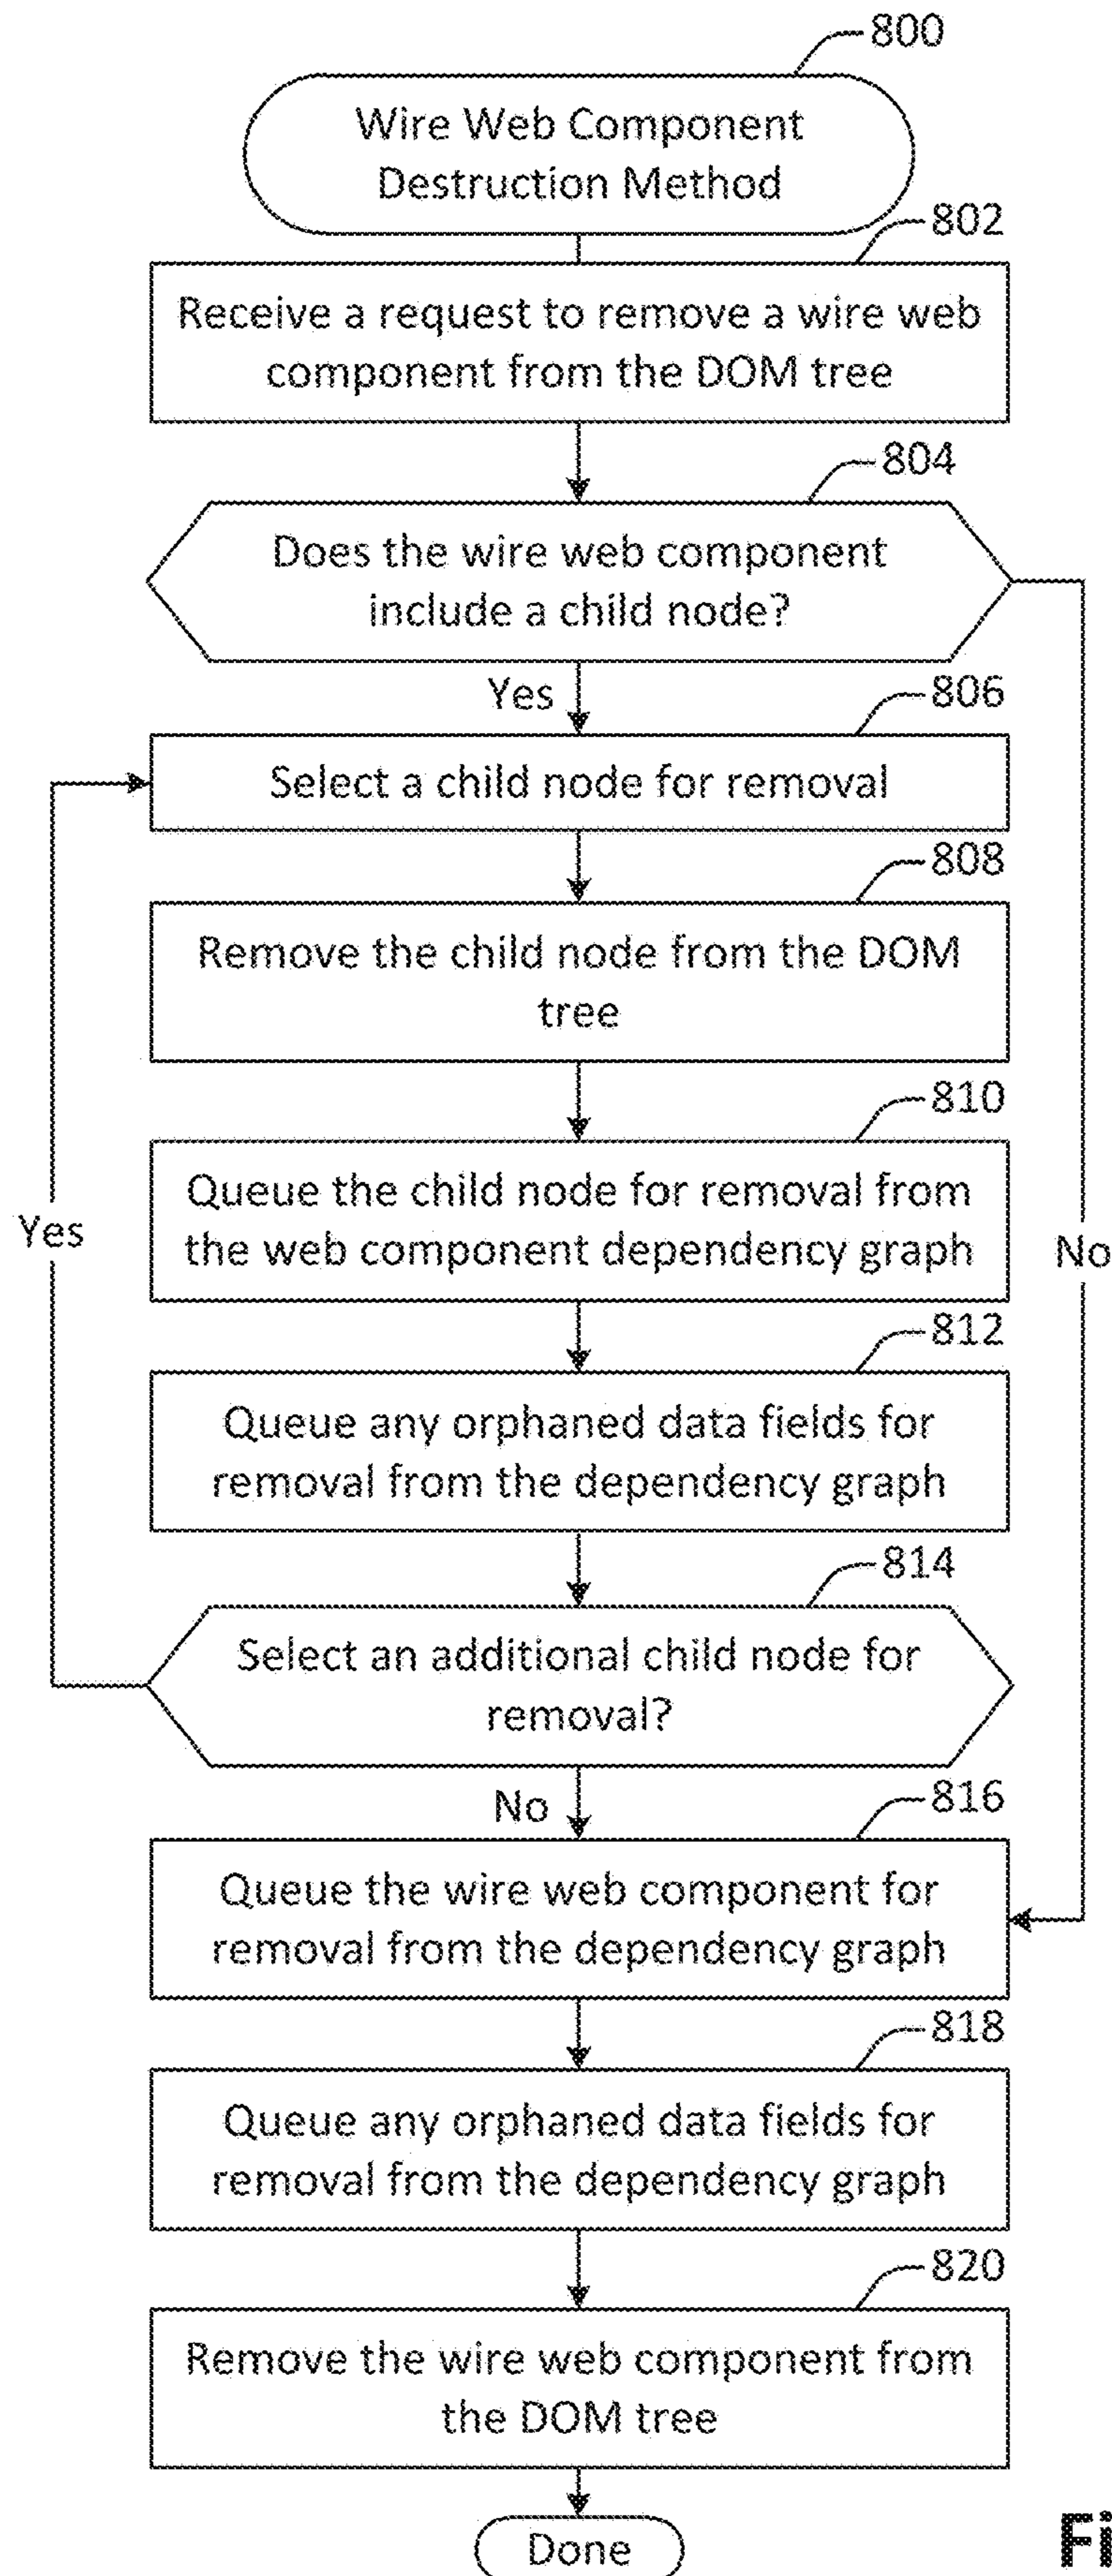 800
Wire Web Component
Destruction Method
802
Receive a request to remove a wire web
component from the DOM tree
804
Does the wire web component
include a child node?
Yes
806
Select a child node for removal
808
Remove the child node from the DOM
tree
810
Queue the child node for removal from
the web component dependency graph
Yes
No
812
Queue any orphaned data fields for
removal from the dependency graph
814
Select an additional child node for
removal?
No
816
Queue the wire web component for
removal from the dependency graph
818
Queue any orphaned data fields for
removal from the dependency graph
820
Remove the wire web component from
the DOM tree
Done
Fi